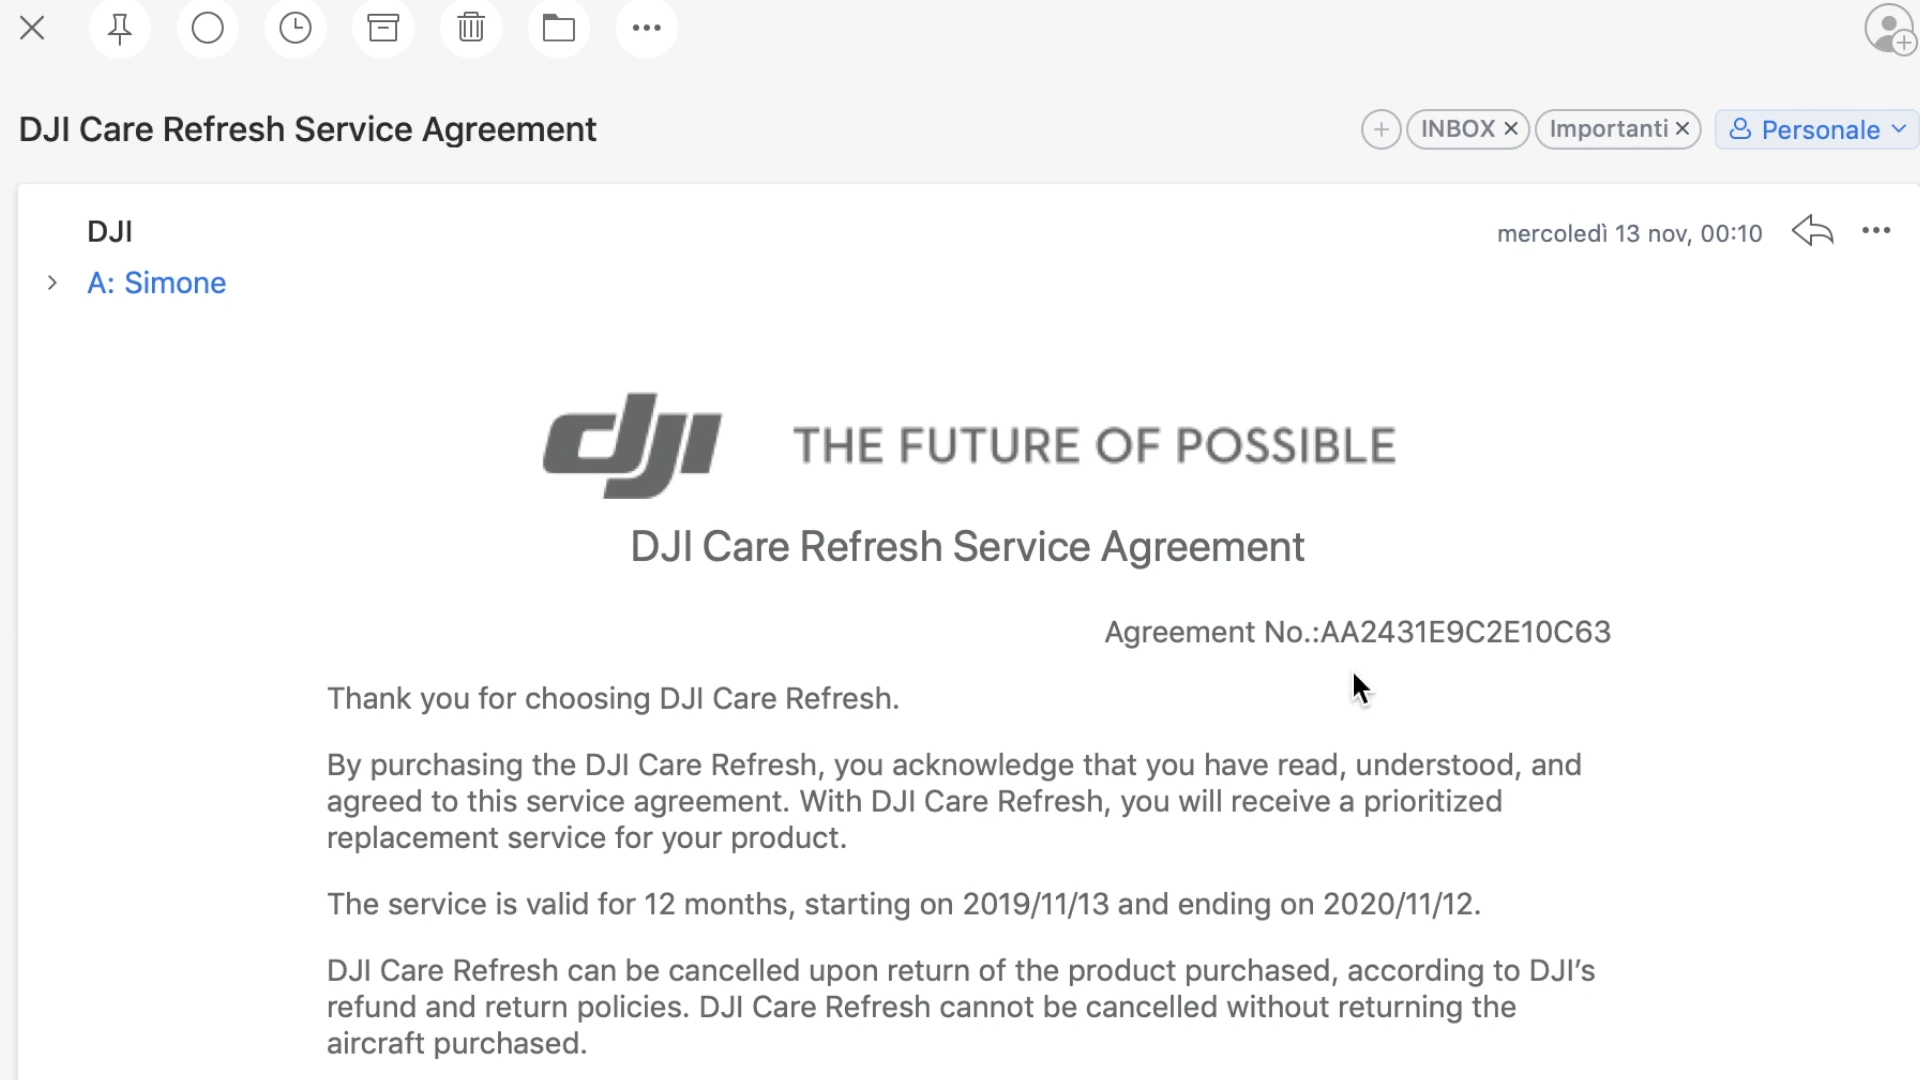 DJI Care Refresh Service Agreement
INBOX
Importanti
Personale
DJI
mercoledì 13 nov, 00:10
A: Simone
dji THE FUTURE OF POSSIBLE
DJI Care Refresh Service Agreement
Agreement No.:AA2431E9C2E10C63
Thank you for choosing DJI Care Refresh.
By purchasing the DJI Care Refresh, you acknowledge that you have read, understood, and
agreed to this service agreement. With DJI Care Refresh, you will receive a prioritized
replacement service for your product.
The service is valid for 12 months, starting on 2019/11/13 and ending on 2020/11/12.
DJI Care Refresh can be cancelled upon return of the product purchased, according to DJI’s
refund and return policies. DJI Care Refresh cannot be cancelled without returning the
aircraft purchased.